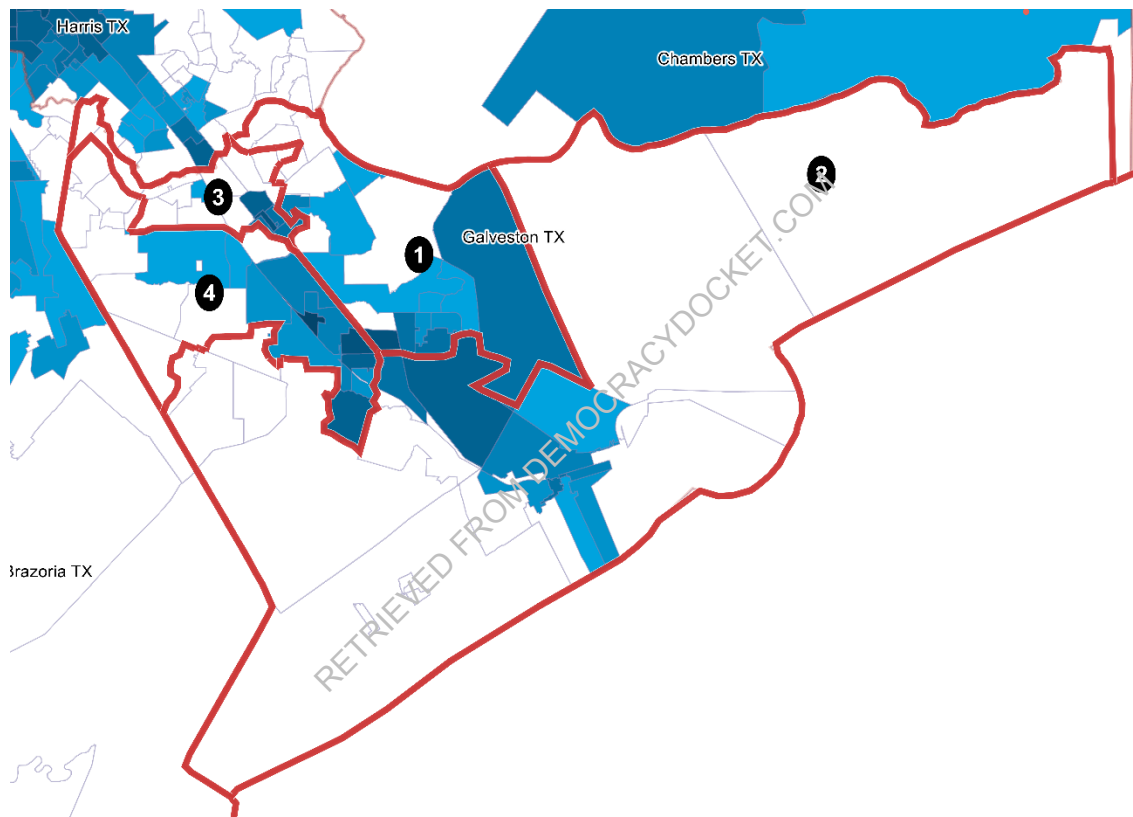 Harris TX
Chambers TX
3
2
Galveston TX
1
4
Brazoria TX
RETRIEVED FROM DEMOCRACYDOCKET.COM